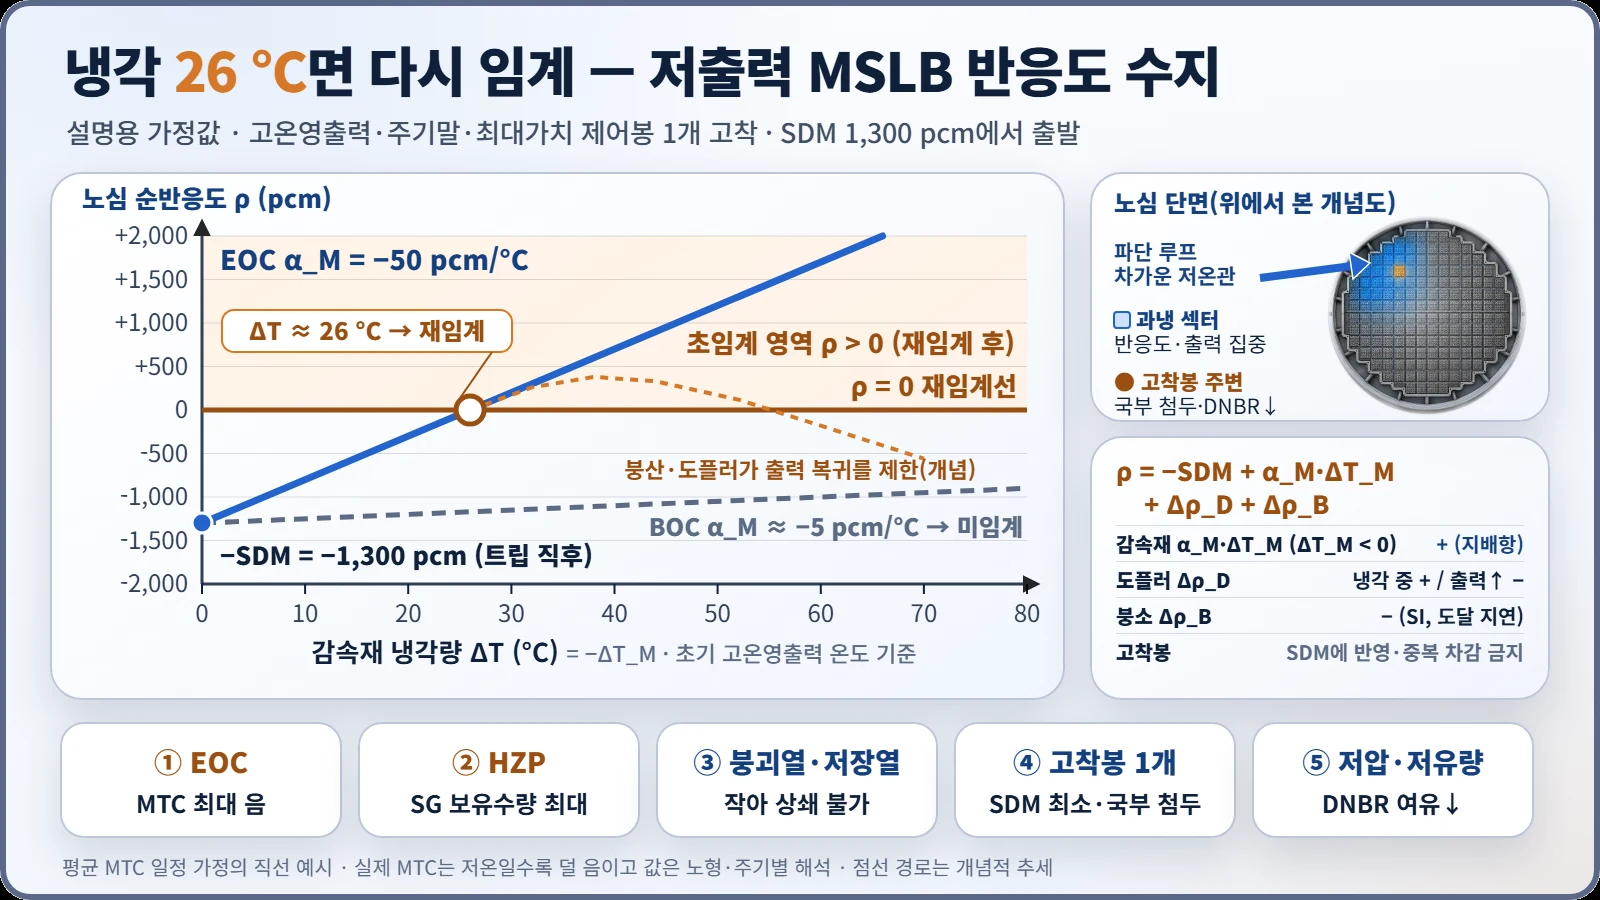 냉각 26 °C면 다시 임계 — 저출력 MSLB 반응도 수지
설명용 가정값 · 고온영출력·주기말·최대가치 제어봉 1개 고착 · SDM 1,300 pcm에서 출발
노심 순반응도 ρ (pcm)
+2,000
+1,500
+1,000
+500
0
-500
-1,000
-1,500
-2,000
EOC α_M = −50 pcm/°C
ΔT ≈ 26 °C → 재임계
초임계 영역 ρ > 0 (재임계 후)
ρ = 0 재임계선
붕산·도플러가 출력 복귀를 제한(개념)
BOC α_M ≈ −5 pcm/°C → 미임계
−SDM = −1,300 pcm (트립 직후)
0 10 20 30 40 50 60 70 80
감속재 냉각량 ΔT (°C) = −ΔT_M · 초기 고온영출력 온도 기준
노심 단면(위에서 본 개념도)
파단 루프
차가운 저온관
과냉 섹터
반응도·출력 집중
고착봉 주변
국부 첨두·DNBR↓
ρ = −SDM + α_M·ΔT_M
+ Δρ_D + Δρ_B
감속재 α_M·ΔT_M (ΔT_M < 0) + (지배항)
도플러 Δρ_D 냉각 중 + / 출력↑ −
붕소 Δρ_B − (SI, 도달 지연)
고착봉 SDM에 반영·중복 차감 금지
① EOC
MTC 최대 음
② HZP
SG 보유수량 최대
③ 붕괴열·저장열
작아 상쇄 불가
④ 고착봉 1개
SDM 최소·국부 첨두
⑤ 저압·저유량
DNBR 여유↓
평균 MTC 일정 가정의 직선 예시 · 실제 MTC는 저온일수록 덜 음이고 값은 노형·주기별 해석 · 점선 경로는 개념적 추세